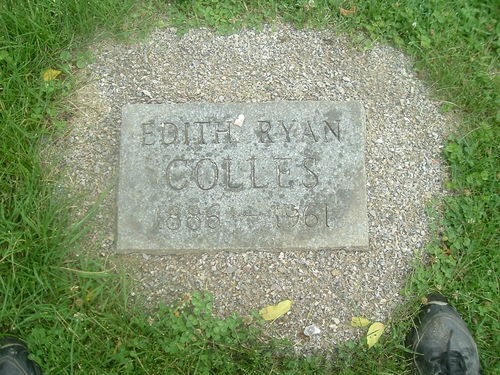 EDITH RYAN
COLLES
1886 - 1961